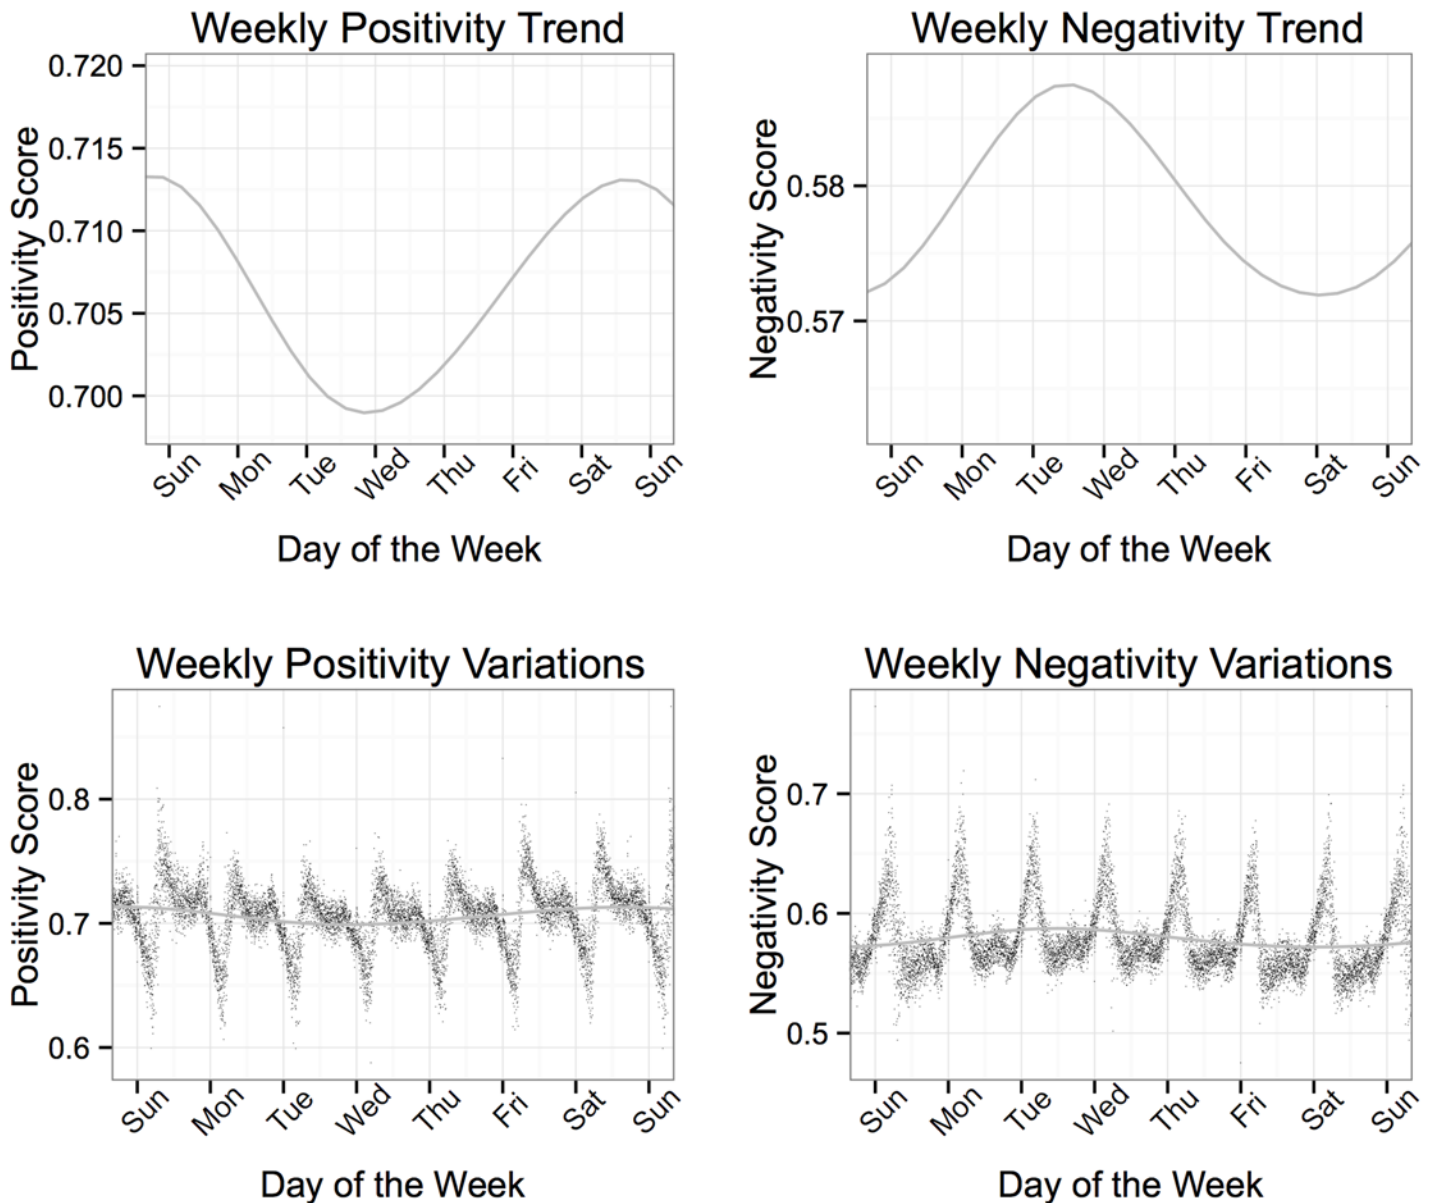 Weekly Positivity Trend
Positivity Score
0.720
0.715
0.710
0.705
0.700
Sun Mon Tue Wed Thu Fri Sat Sun
Day of the Week
Weekly Negativity Trend
Negativity Score
0.58
0.57
Sun Mon Tue Wed Thu Fri Sat Sun
Day of the Week
Weekly Positivity Variations
Positivity Score
0.8
0.7
0.6
Sun Mon Tue Wed Thu Fri Sat Sun
Day of the Week
Weekly Negativity Variations
Negativity Score
0.7
0.6
0.5
Sun Mon Tue Wed Thu Fri Sat Sun
Day of the Week